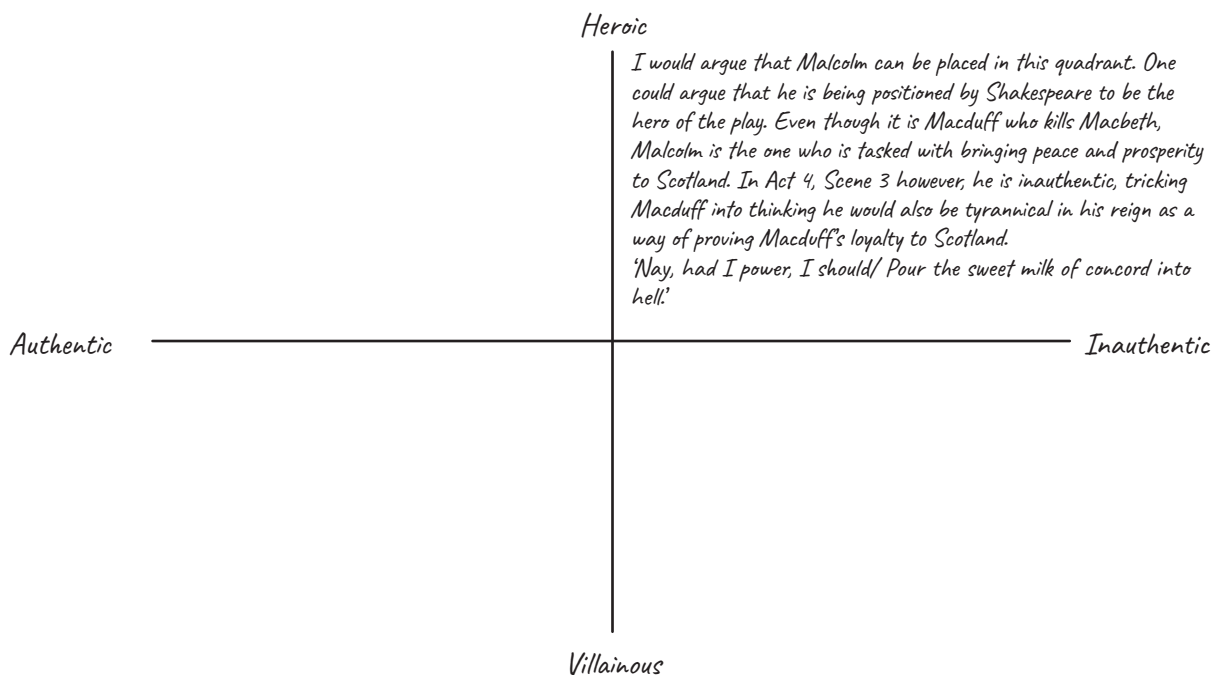 Heroic
I would argue that Malcolm can be placed in this quadrant. One
could argue that he is being positioned by Shakespeare to be the
hero of the play. Even though it is Macduff who kills Macbeth,
Malcolm is the one who is tasked with bringing peace and prosperity
to Scotland. In Act 4, Scene 3 however, he is inauthentic, tricking
Macduff into thinking he would also be tyrannical in his reign as a
way of proving Macduff's loyalty to Scotland.
'Nay, had I power, I should/ Pour the sweet milk of concord into
hell.'
Authentic
Inauthentic
Villainous